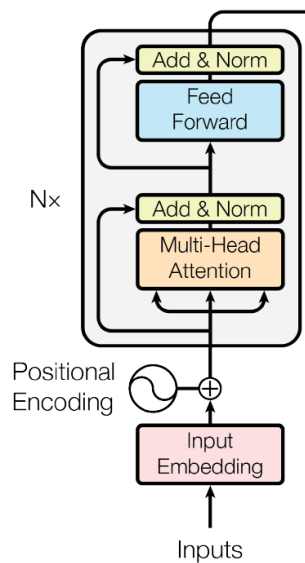 Add & Norm
Feed
Forward
N×
Add & Norm
Multi-Head
Attention
Positional
Encoding
Input
Embedding
Inputs